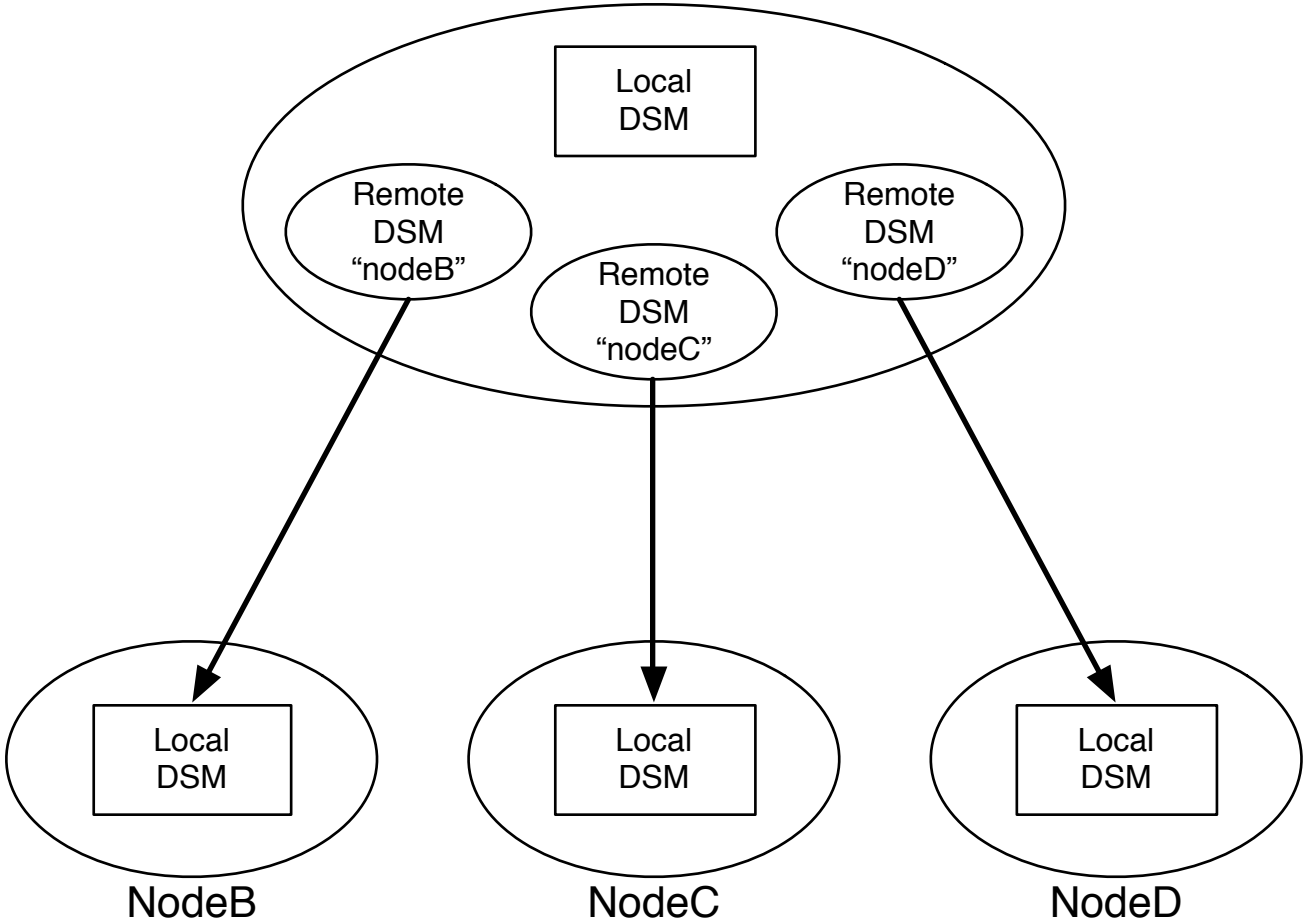 Local
DSM
Remote
DSM
“nodeB”
Remote
DSM
“nodeC”
Remote
DSM
“nodeD”
Local
DSM
NodeB
Local
DSM
NodeC
Local
DSM
NodeD